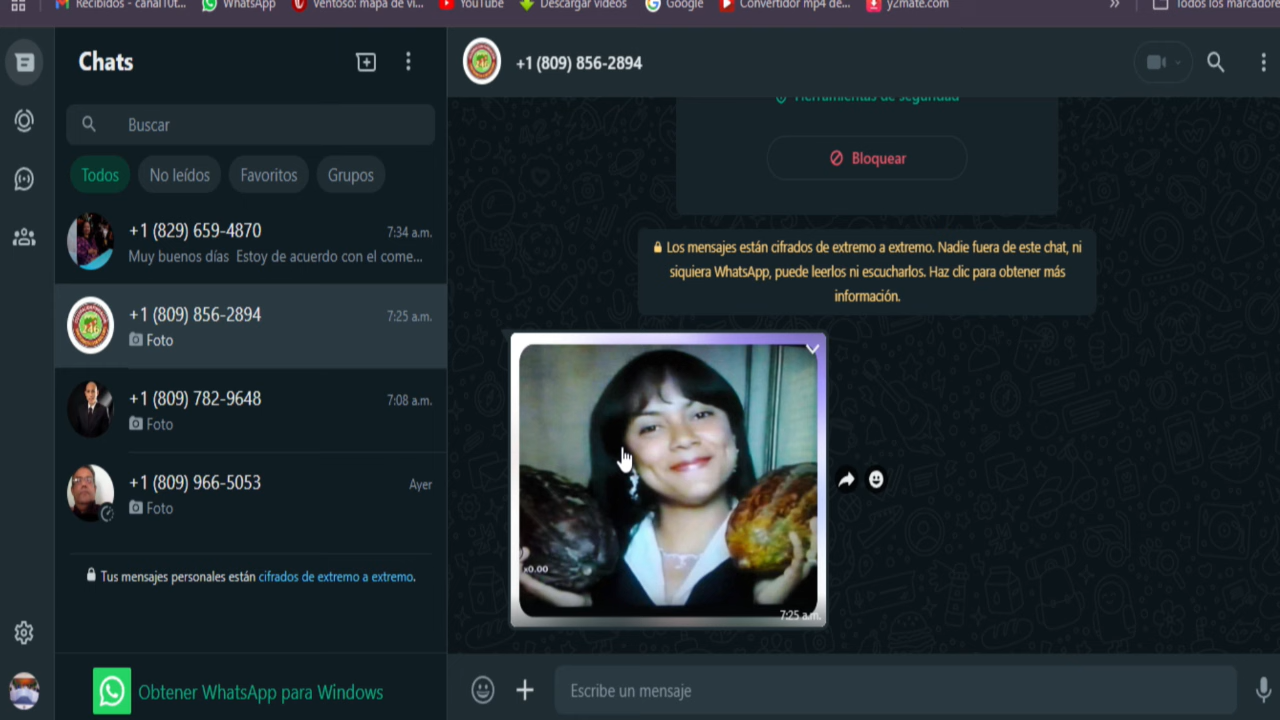 Recibidos - canal10t...
WhatsApp
Ventoso: mapa de vi...
YouTube
Descargar videos
Google
Convertidor mp4 de...
y2mate.com
»
Todos los marcadore
Chats
+1 (809) 856-2894
Herramientas de seguridad
Buscar
Bloquear
Todos
No leídos
Favoritos
Grupos
+1 (829) 659-4870
7:34 a.m.
Muy buenos días Estoy de acuerdo con el come...
Los mensajes están cifrados de extremo a extremo. Nadie fuera de este chat, ni
siquiera WhatsApp, puede leerlos ni escucharlos. Haz clic para obtener más
información.
+1 (809) 856-2894
7:25 a.m.
Foto
+1 (809) 782-9648
7:08 a.m.
Foto
+1 (809) 966-5053
Ayer
Foto
x0.00
7:25 a.m.
Tus mensajes personales están cifrados de extremo a extremo.
Obtener WhatsApp para Windows
Escribe un mensaje